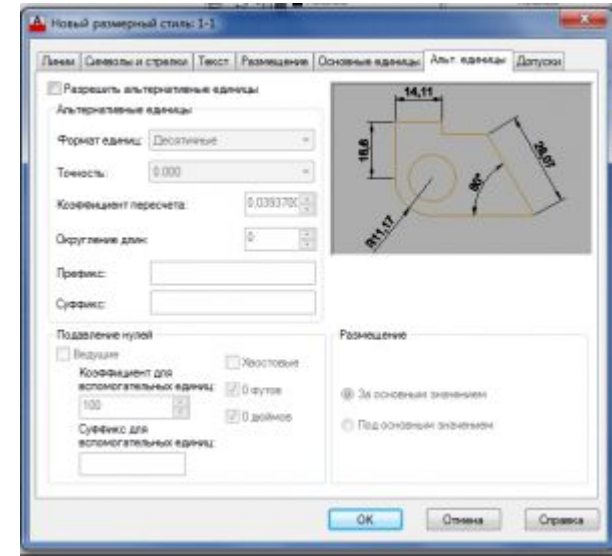 Новый размерный стиль: 1-1
Линии Символы и стрелки Текст Размещение Основные единицы Альт. единицы Допуски
Разрешить альтернативные единицы
Альтернативные единицы
Формат единиц: Десятичные
Точность: 0.000
Коэффициент пересчета: 0.039370
Округление длин: 0
Префикс:
Суффикс:
14,11
16,6
28,07
60°
R11,17
Подавление нулей
Ведущие
Коэффициент для
вспомогательных единиц:
100
Суффикс для
вспомогательных единиц:
Хвостовые
0 футов
0 дюймов
Размещение
За основным значением
Под основным значением
OK Отмена Справка